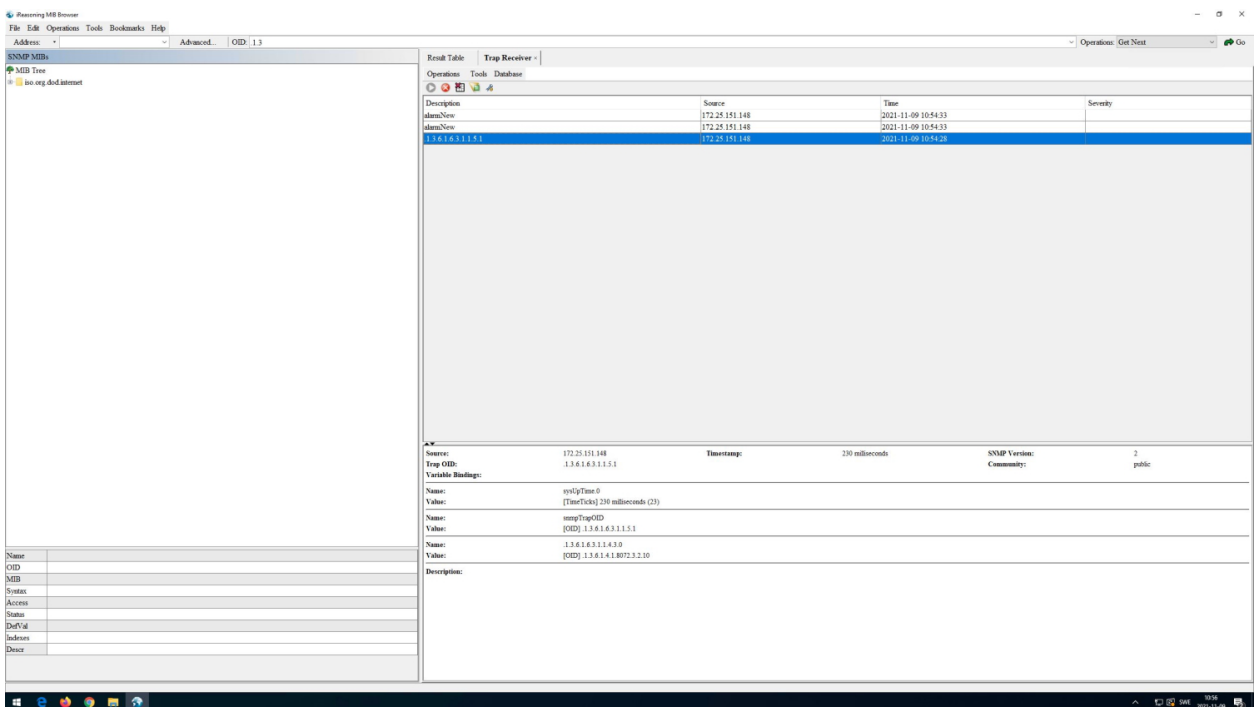 iReasoning MIB Browser
File Edit Operations Tools Bookmarks Help
Address: Advanced... OID: .1.3 Operations: Get Next Go
SNMP MIBs
MIB Tree
iso.org.dod.internet
Result Table Trap Receiver ×
Operations Tools Database
Description Source Time Severity
alarmNew 172.25.151.148 2021-11-09 10:54:33
alarmNew 172.25.151.148 2021-11-09 10:54:33
.1.3.6.1.6.3.1.1.5.1 172.25.151.148 2021-11-09 10:54:28
Source: 172.25.151.148 Timestamp: 230 milliseconds SNMP Version: 2
Trap OID: .1.3.6.1.6.3.1.1.5.1 Community: public
Variable Bindings:
Name: sysUpTime.0
Value: [TimeTicks] 230 milliseconds (23)
Name: snmpTrapOID
Value: [OID] .1.3.6.1.6.3.1.1.5.1
Name: .1.3.6.1.6.3.1.1.4.3.0
Value: [OID] .1.3.6.1.4.1.8072.3.2.10
Description:
Name
OID
MIB
Syntax
Access
Status
DefVal
Indexes
Descr
SWE 10:56
2021-11-09